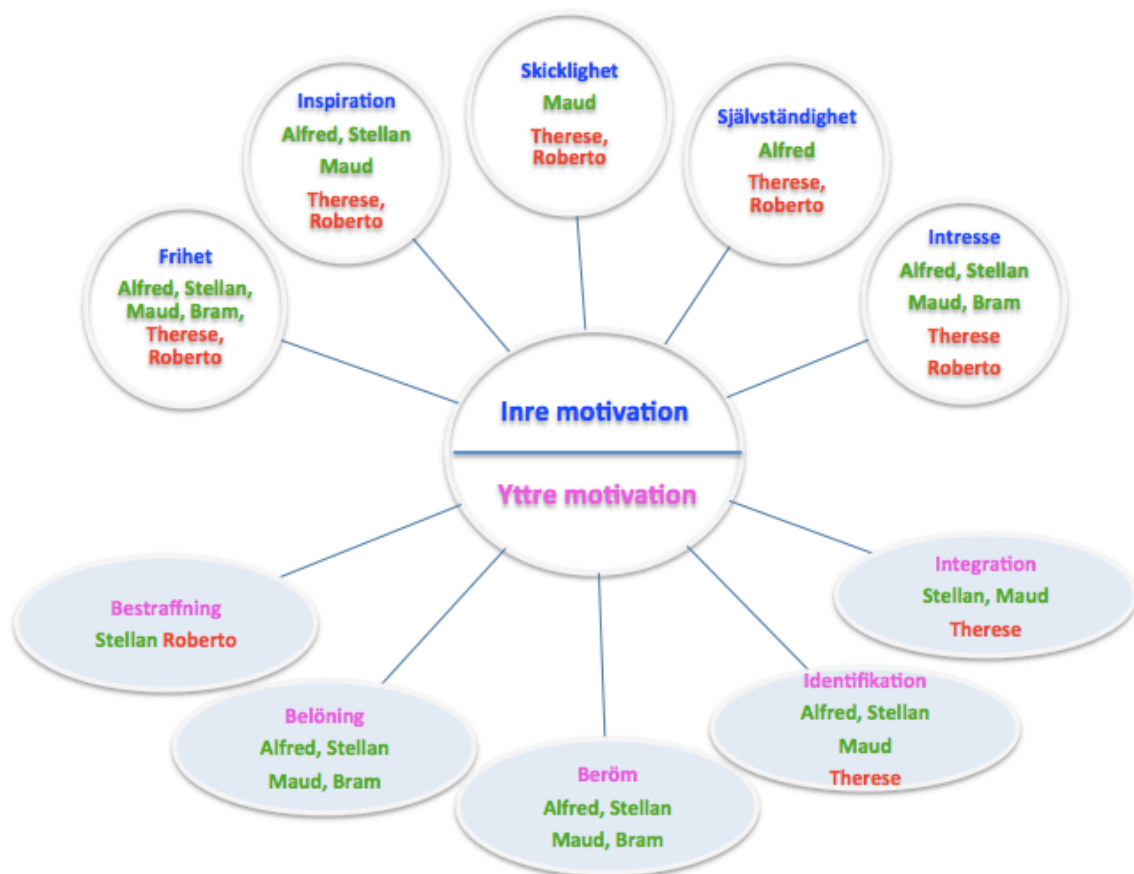 Skicklighet
Maud
Therese,
Roberto
Inspiration
Alfred, Stellan
Maud
Therese,
Roberto
Självständighet
Alfred
Therese,
Roberto
Frihet
Alfred, Stellan,
Maud, Bram,
Therese,
Roberto
Intresse
Alfred, Stellan
Maud, Bram
Therese
Roberto
Inre motivation
Yttre motivation
Bestraffning
Stellan Roberto
Belöning
Alfred, Stellan
Maud, Bram
Beröm
Alfred, Stellan
Maud, Bram
Identifikation
Alfred, Stellan
Maud
Therese
Integration
Stellan, Maud
Therese